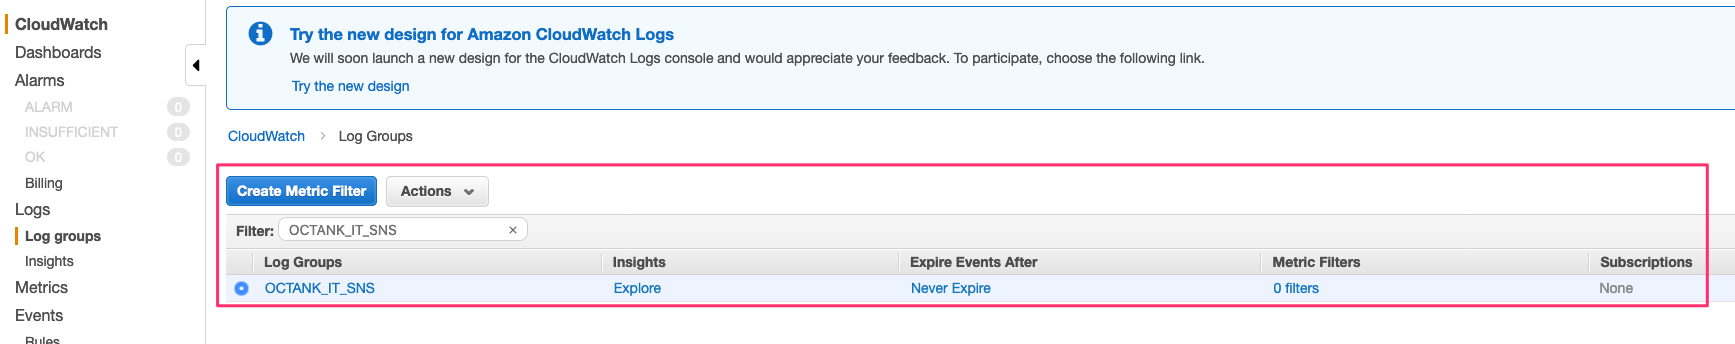 CloudWatch
Dashboards
Alarms
ALARM 0
INSUFFICIENT 0
OK 0
Billing
Logs
Log groups
Insights
Metrics
Events
Rules
Try the new design for Amazon CloudWatch Logs
We will soon launch a new design for the CloudWatch Logs console and would appreciate your feedback. To participate, choose the following link.
Try the new design
CloudWatch > Log Groups
Create Metric Filter Actions
Filter: OCTANK_IT_SNS ×
Log Groups Insights Expire Events After Metric Filters Subscriptions
OCTANK_IT_SNS Explore Never Expire 0 filters None